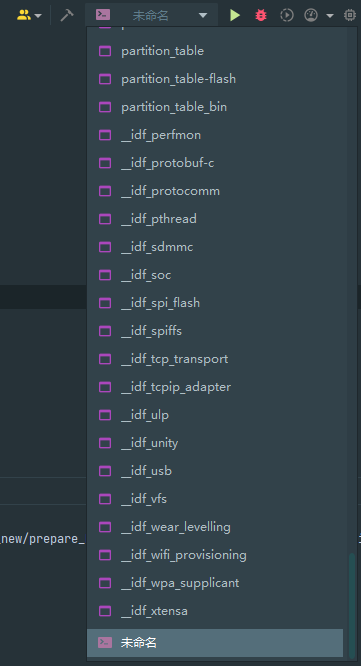 未命名
partition_table
partition_table-flash
partition_table_bin
__idf_perfmon
__idf_protobuf-c
__idf_protocomm
__idf_pthread
__idf_sdmmc
__idf_soc
__idf_spi_flash
__idf_spiffs
__idf_tcp_transport
__idf_tcpip_adapter
__idf_ulp
__idf_unity
__idf_usb
__idf_vfs
_new/prepare_
__idf_wear_levelling
__idf_wifi_provisioning
__idf_wpa_supplicant
__idf_xtensa
未命名